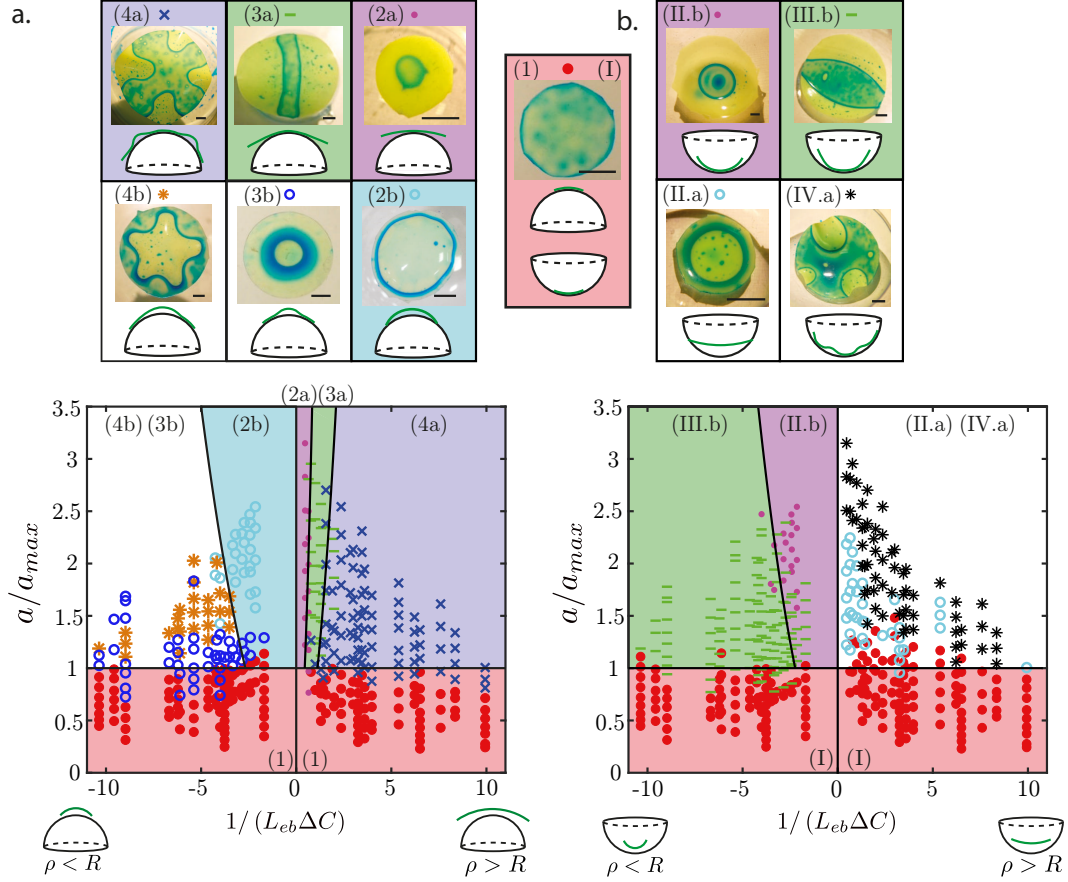 a.
(4a)
(3a)
(2a)
(4b)
(3b)
(2b)
(1) (I)
b.
(II.b)
(III.b)
(II.a)
(IV.a)
(2a)(3a)
(4b) (3b)
(2b)
(4a)
3.5
3
2.5
2
1.5
1
0.5
0
a/a_max
(1) (1)
-10 -5 0 5 10
1/ (L_eb ΔC)
ρ < R
ρ > R
(III.b)
(II.b)
(II.a) (IV.a)
3.5
3
2.5
2
1.5
1
0.5
0
a/a_max
(I) (I)
-10 -5 0 5 10
1/ (L_eb ΔC)
ρ < R
ρ > R